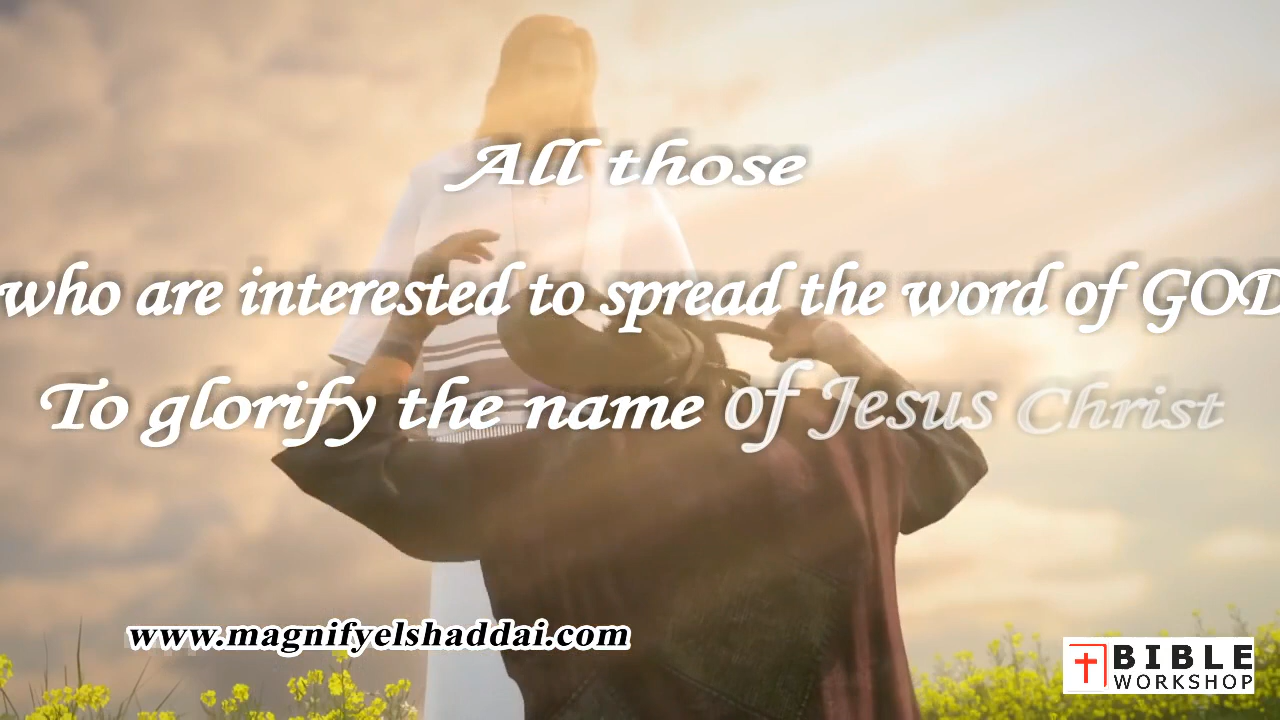 All those
who are interested to spread the word of GOD
To glorify the name of Jesus Christ
www.magnifyelshaddai.com
BIBLE
WORKSHOP